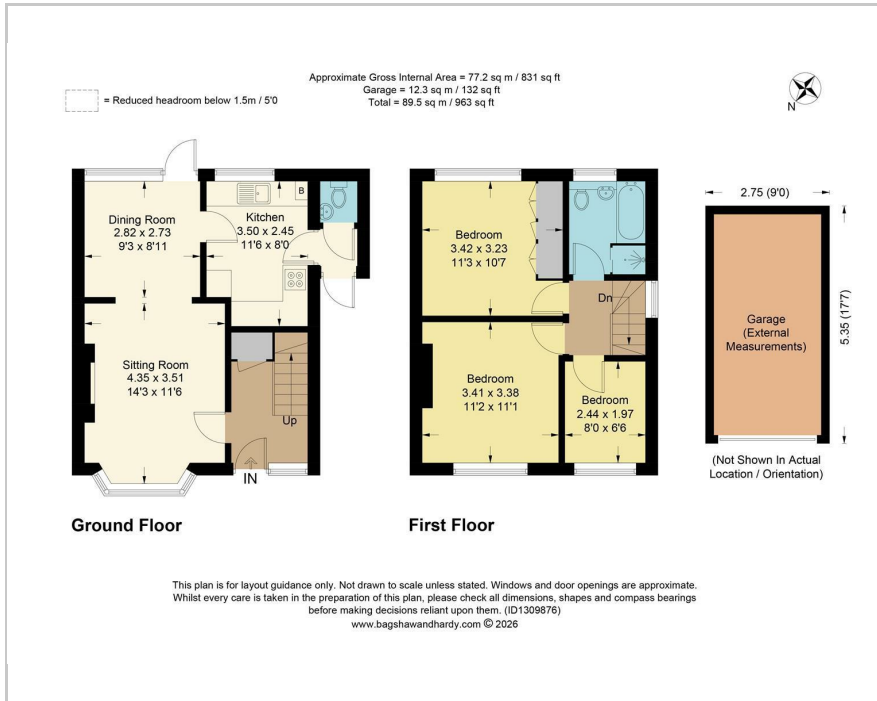 Approximate Gross Internal Area = 77.2 sq m / 831 sq ft
Garage = 12.3 sq m / 132 sq ft
Total = 89.5 sq m / 963 sq ft
= Reduced headroom below 1.5m / 5'0
N
Dining Room
2.82 x 2.73
9'3 x 8'11
Kitchen
3.50 x 2.45
11'6 x 8'0
B
Sitting Room
4.35 x 3.51
14'3 x 11'6
Up
IN
Ground Floor
Bedroom
3.42 x 3.23
11'3 x 10'7
Dn
Bedroom
3.41 x 3.38
11'2 x 11'1
Bedroom
2.44 x 1.97
8'0 x 6'6
First Floor
2.75 (9'0)
5.35 (17'7)
Garage
(External
Measurements)
(Not Shown In Actual
Location / Orientation)
This plan is for layout guidance only. Not drawn to scale unless stated. Windows and door openings are approximate.
Whilst every care is taken in the preparation of this plan, please check all dimensions, shapes and compass bearings
before making decisions reliant upon them. (ID1309876)
www.bagshawandhardy.com © 2026